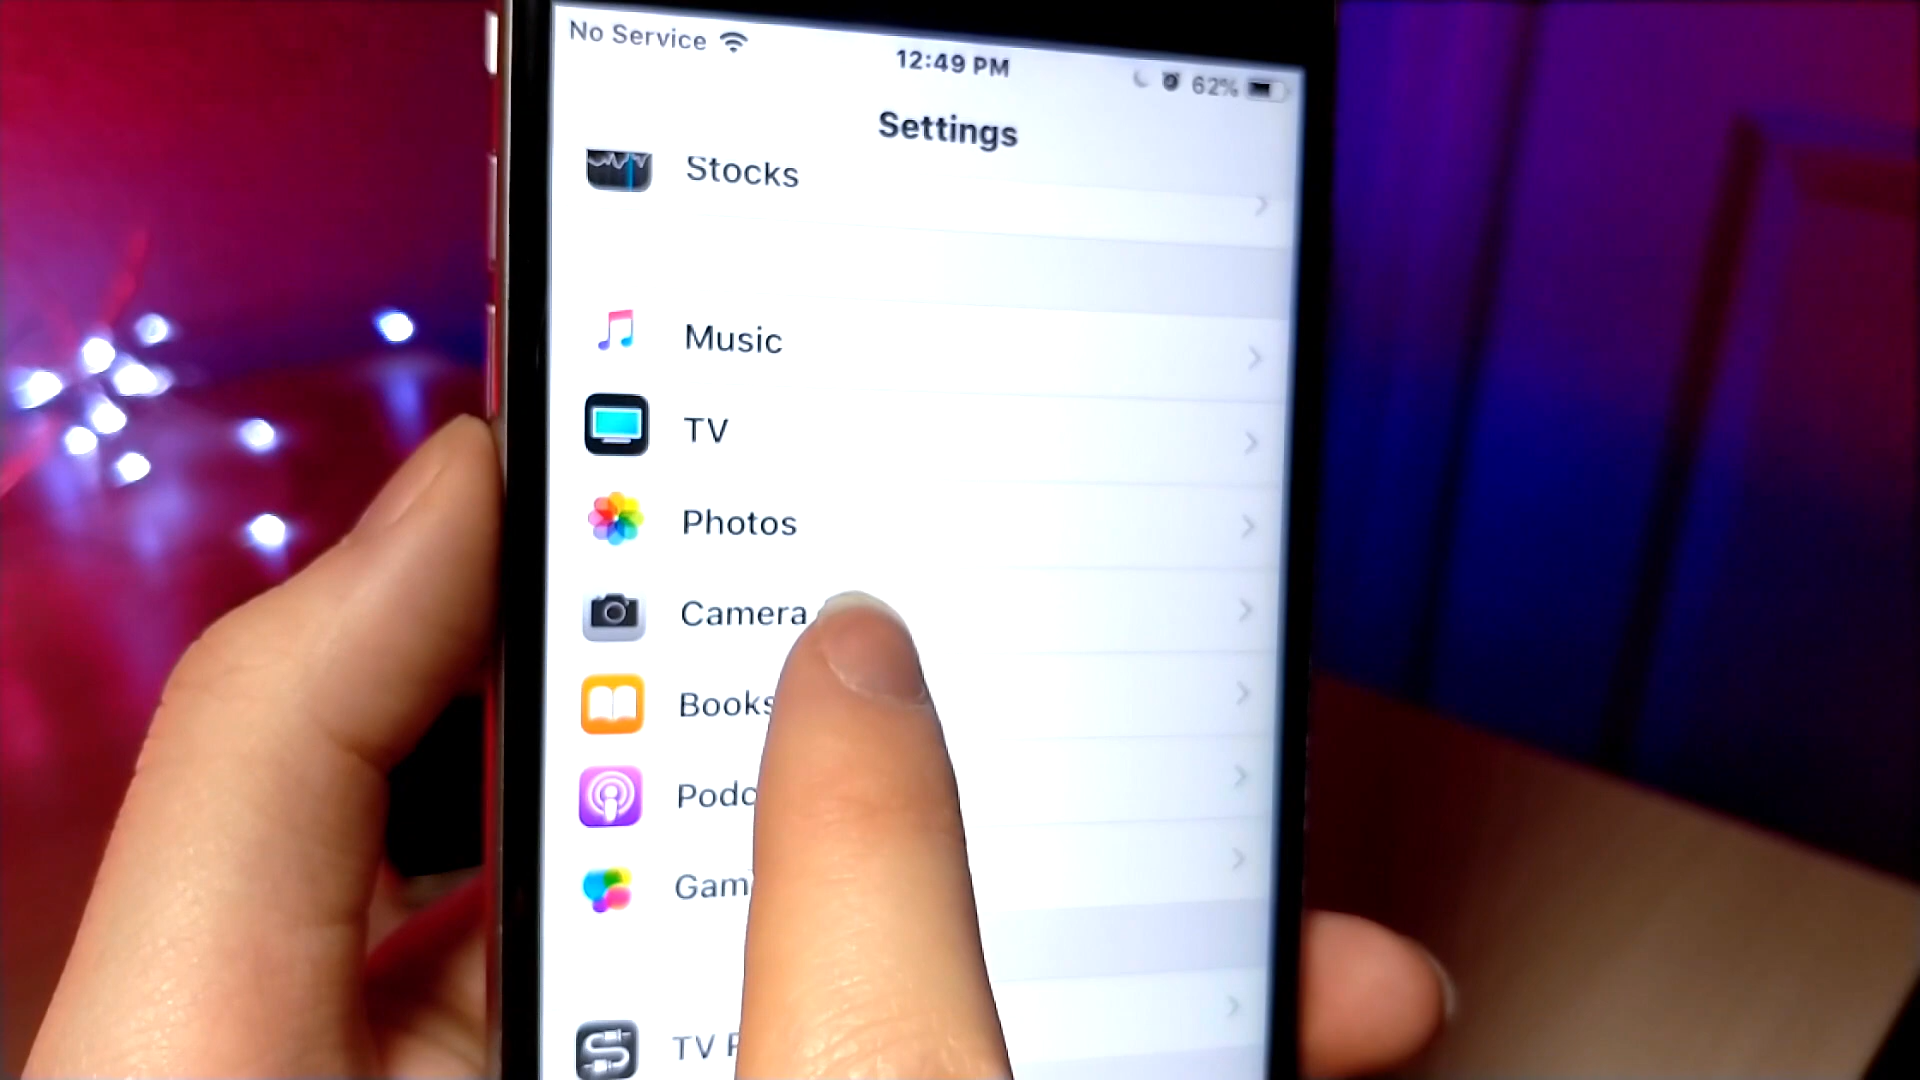 No Service
12:49 PM
62%
Settings
Stocks
Music
TV
Photos
Camera
Books
Podc
Gam
TV P